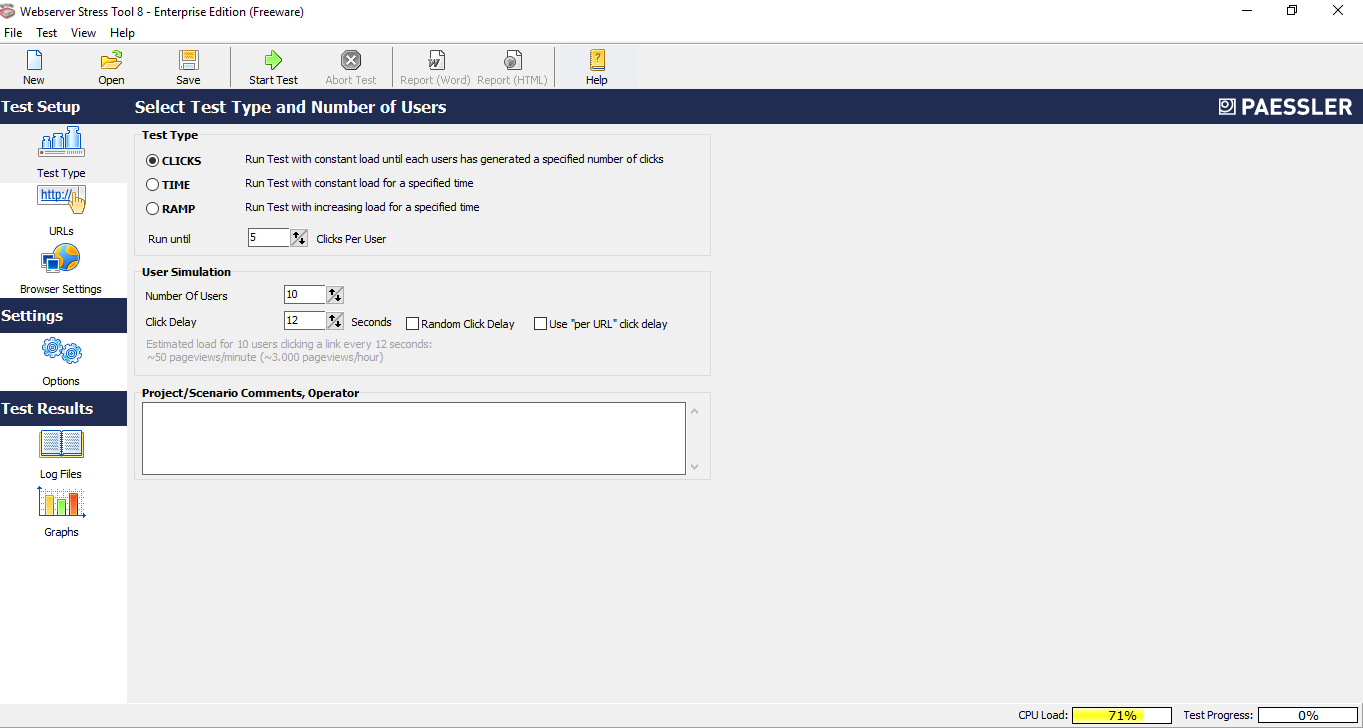 Webserver Stress Tool 8 - Enterprise Edition (Freeware)
File Test View Help
New Open Save Start Test Abort Test Report (Word) Report (HTML) Help
Test Setup
Select Test Type and Number of Users
PAESSLER
Test Type
http://
URLs
Browser Settings
Settings
Options
Test Results
Log Files
Graphs
Test Type
CLICKS Run Test with constant load until each users has generated a specified number of clicks
TIME Run Test with constant load for a specified time
RAMP Run Test with increasing load for a specified time
Run until 5 Clicks Per User
User Simulation
Number Of Users 10
Click Delay 12 Seconds Random Click Delay Use "per URL" click delay
Estimated load for 10 users clicking a link every 12 seconds:
~50 pageviews/minute (~3.000 pageviews/hour)
Project/Scenario Comments, Operator
CPU Load: 71% Test Progress: 0%